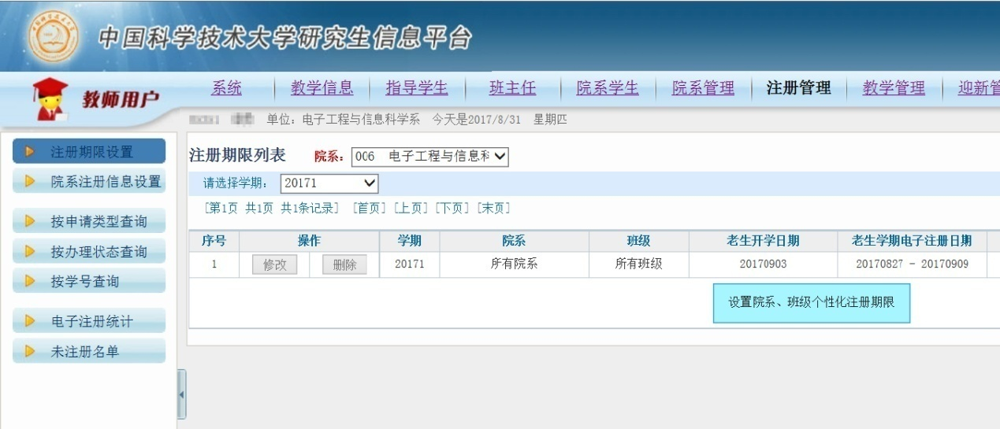 中国科学技术大学研究生信息平台
教师用户
系统 教学信息 指导学生 班主任 院系学生 院系管理 注册管理 教学管理 迎新管
单位：电子工程与信息科学系 今天是2017/8/31 星期四
注册期限设置
院系注册信息设置
按申请类型查询
按办理状态查询
按学号查询
电子注册统计
未注册名单
注册期限列表 院系： 006 电子工程与信息科
请选择学期： 20171
[第1页 共1页 共1条记录] [首页] [上页] [下页] [末页]
序号 操作 学期 院系 班级 老生开学日期 老生学期电子注册日期
1 修改 删除 20171 所有院系 所有班级 20170903 20170827 - 20170909
设置院系、班级个性化注册期限